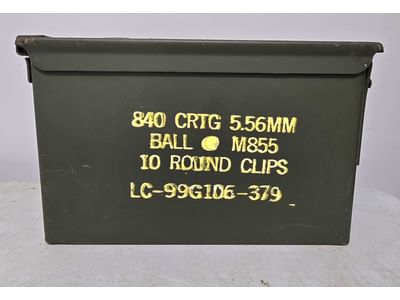 840 CRTG 5.56MM
BALL M855
10 ROUND CLIPS
LC-99G106-379